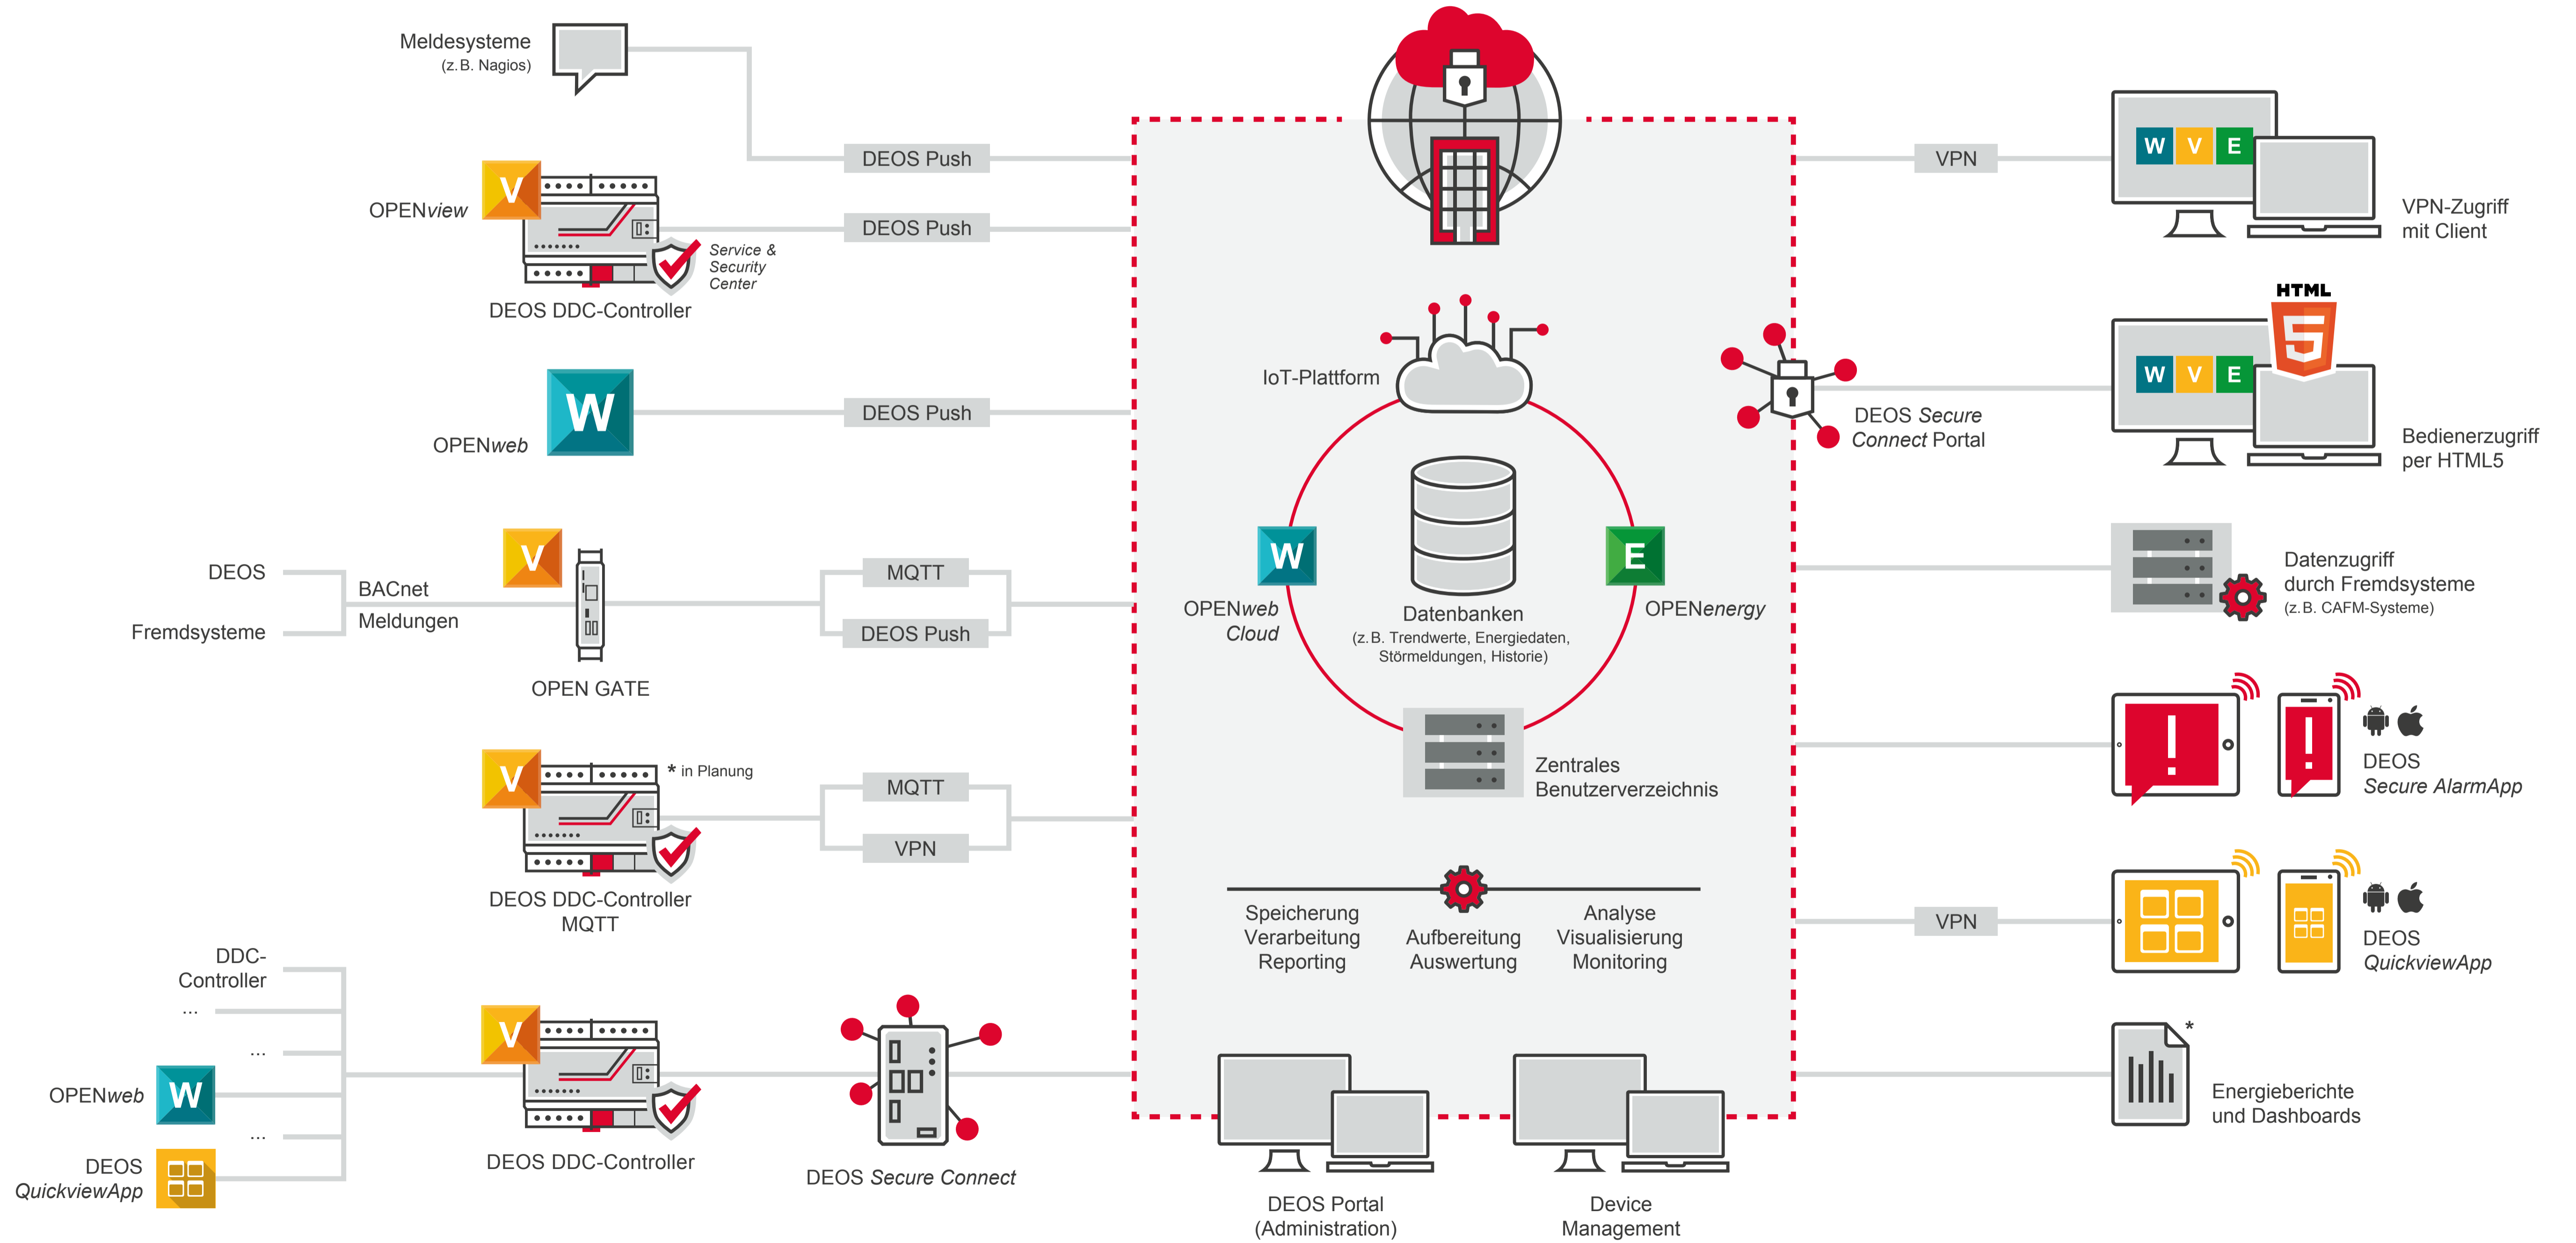 Meldesysteme
(z. B. Nagios)
DEOS Push
V
OPENview
DEOS Push
Service &
Security
Center
DEOS DDC-Controller
W
OPENweb
DEOS Push
DEOS
Fremdsysteme
BACnet
Meldungen
V
OPEN GATE
MQTT
DEOS Push
V
* in Planung
MQTT
VPN
DEOS DDC-Controller
MQTT
DDC-
Controller
...
...
OPENweb
W
...
DEOS
QuickviewApp
V
DEOS DDC-Controller
DEOS Secure Connect
IoT-Plattform
W
OPENweb
Cloud
Datenbanken
(z. B. Trendwerte, Energiedaten,
Störmeldungen, Historie)
E
OPENenergy
Zentrales
Benutzerverzeichnis
Speicherung
Verarbeitung
Reporting
Aufbereitung
Auswertung
Analyse
Visualisierung
Monitoring
DEOS Portal
(Administration)
Device
Management
VPN
W V E
VPN-Zugriff
mit Client
DEOS Secure
Connect Portal
HTML
5
W V E
Bedienerzugriff
per HTML5
Datenzugriff
durch Fremdsysteme
(z. B. CAFM-Systeme)
!
!
DEOS
Secure AlarmApp
VPN
DEOS
QuickviewApp
*
Energieberichte
und Dashboards